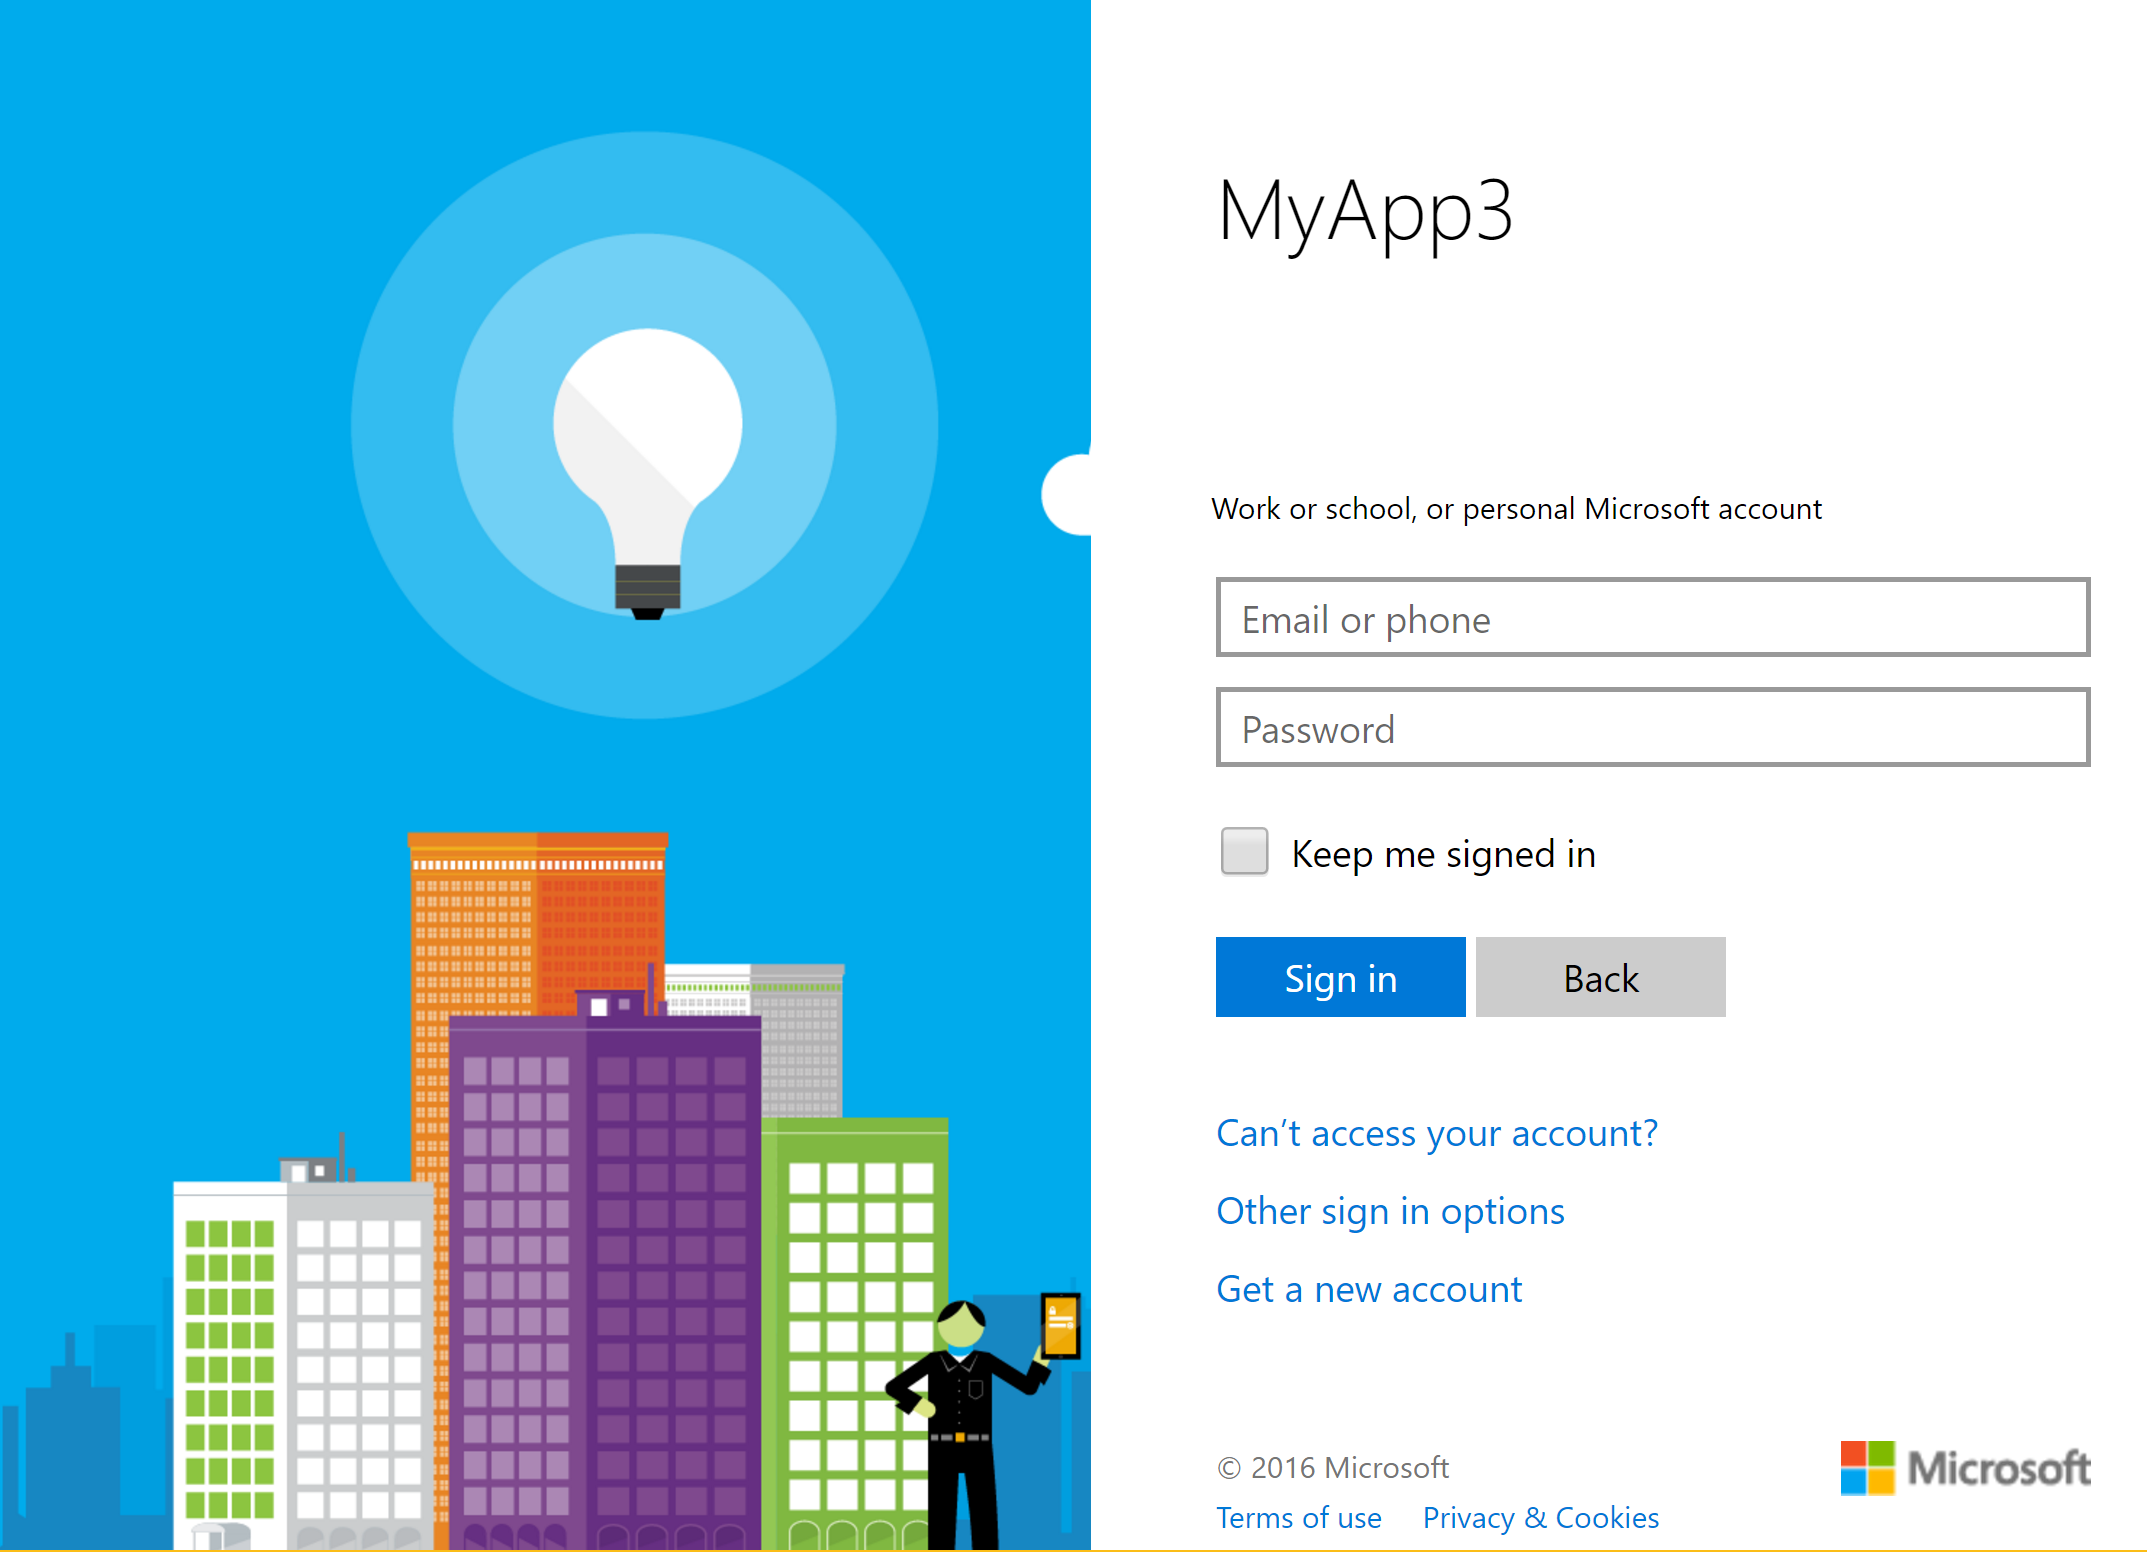 MyApp3
Work or school, or personal Microsoft account
Email or phone
Password
Keep me signed in
Sign in
Back
Can't access your account?
Other sign in options
Get a new account
© 2016 Microsoft
Microsoft
Terms of use
Privacy & Cookies